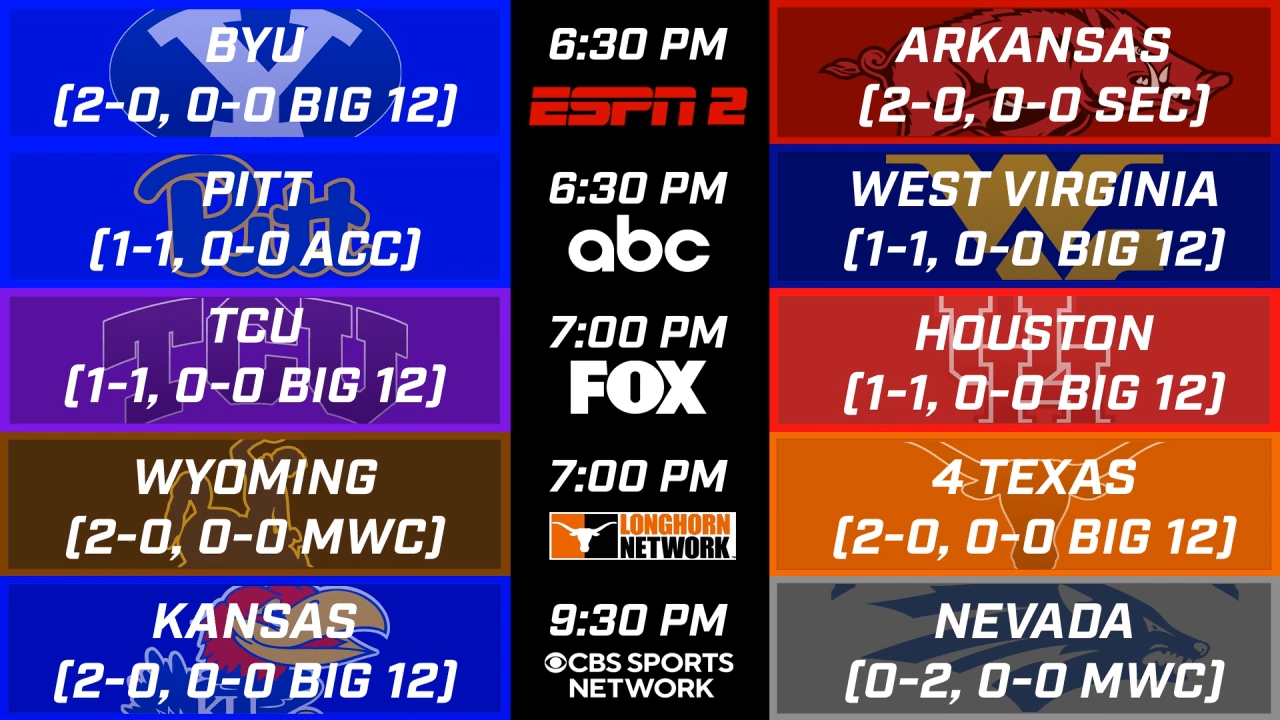 BYU
(2-0, 0-0 BIG 12)
6:30 PM
ESPN 2
ARKANSAS
(2-0, 0-0 SEC)
Pitt
PITT
(1-1, 0-0 ACC)
6:30 PM
abc
WEST VIRGINIA
(1-1, 0-0 BIG 12)
TCU
TCU
(1-1, 0-0 BIG 12)
7:00 PM
FOX
HOUSTON
(1-1, 0-0 BIG 12)
WYOMING
(2-0, 0-0 MWC)
7:00 PM
LONGHORN
NETWORK
4 TEXAS
(2-0, 0-0 BIG 12)
KANSAS
(2-0, 0-0 BIG 12)
KU
9:30 PM
CBS SPORTS
NETWORK
NEVADA
(0-2, 0-0 MWC)